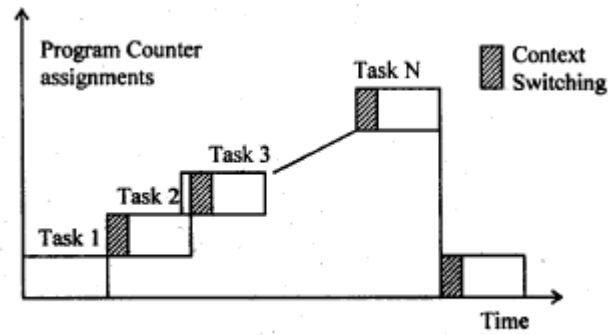 Program Counter
assignments
Task N
Context
Switching
Task 3
Task 2
Task 1
Time